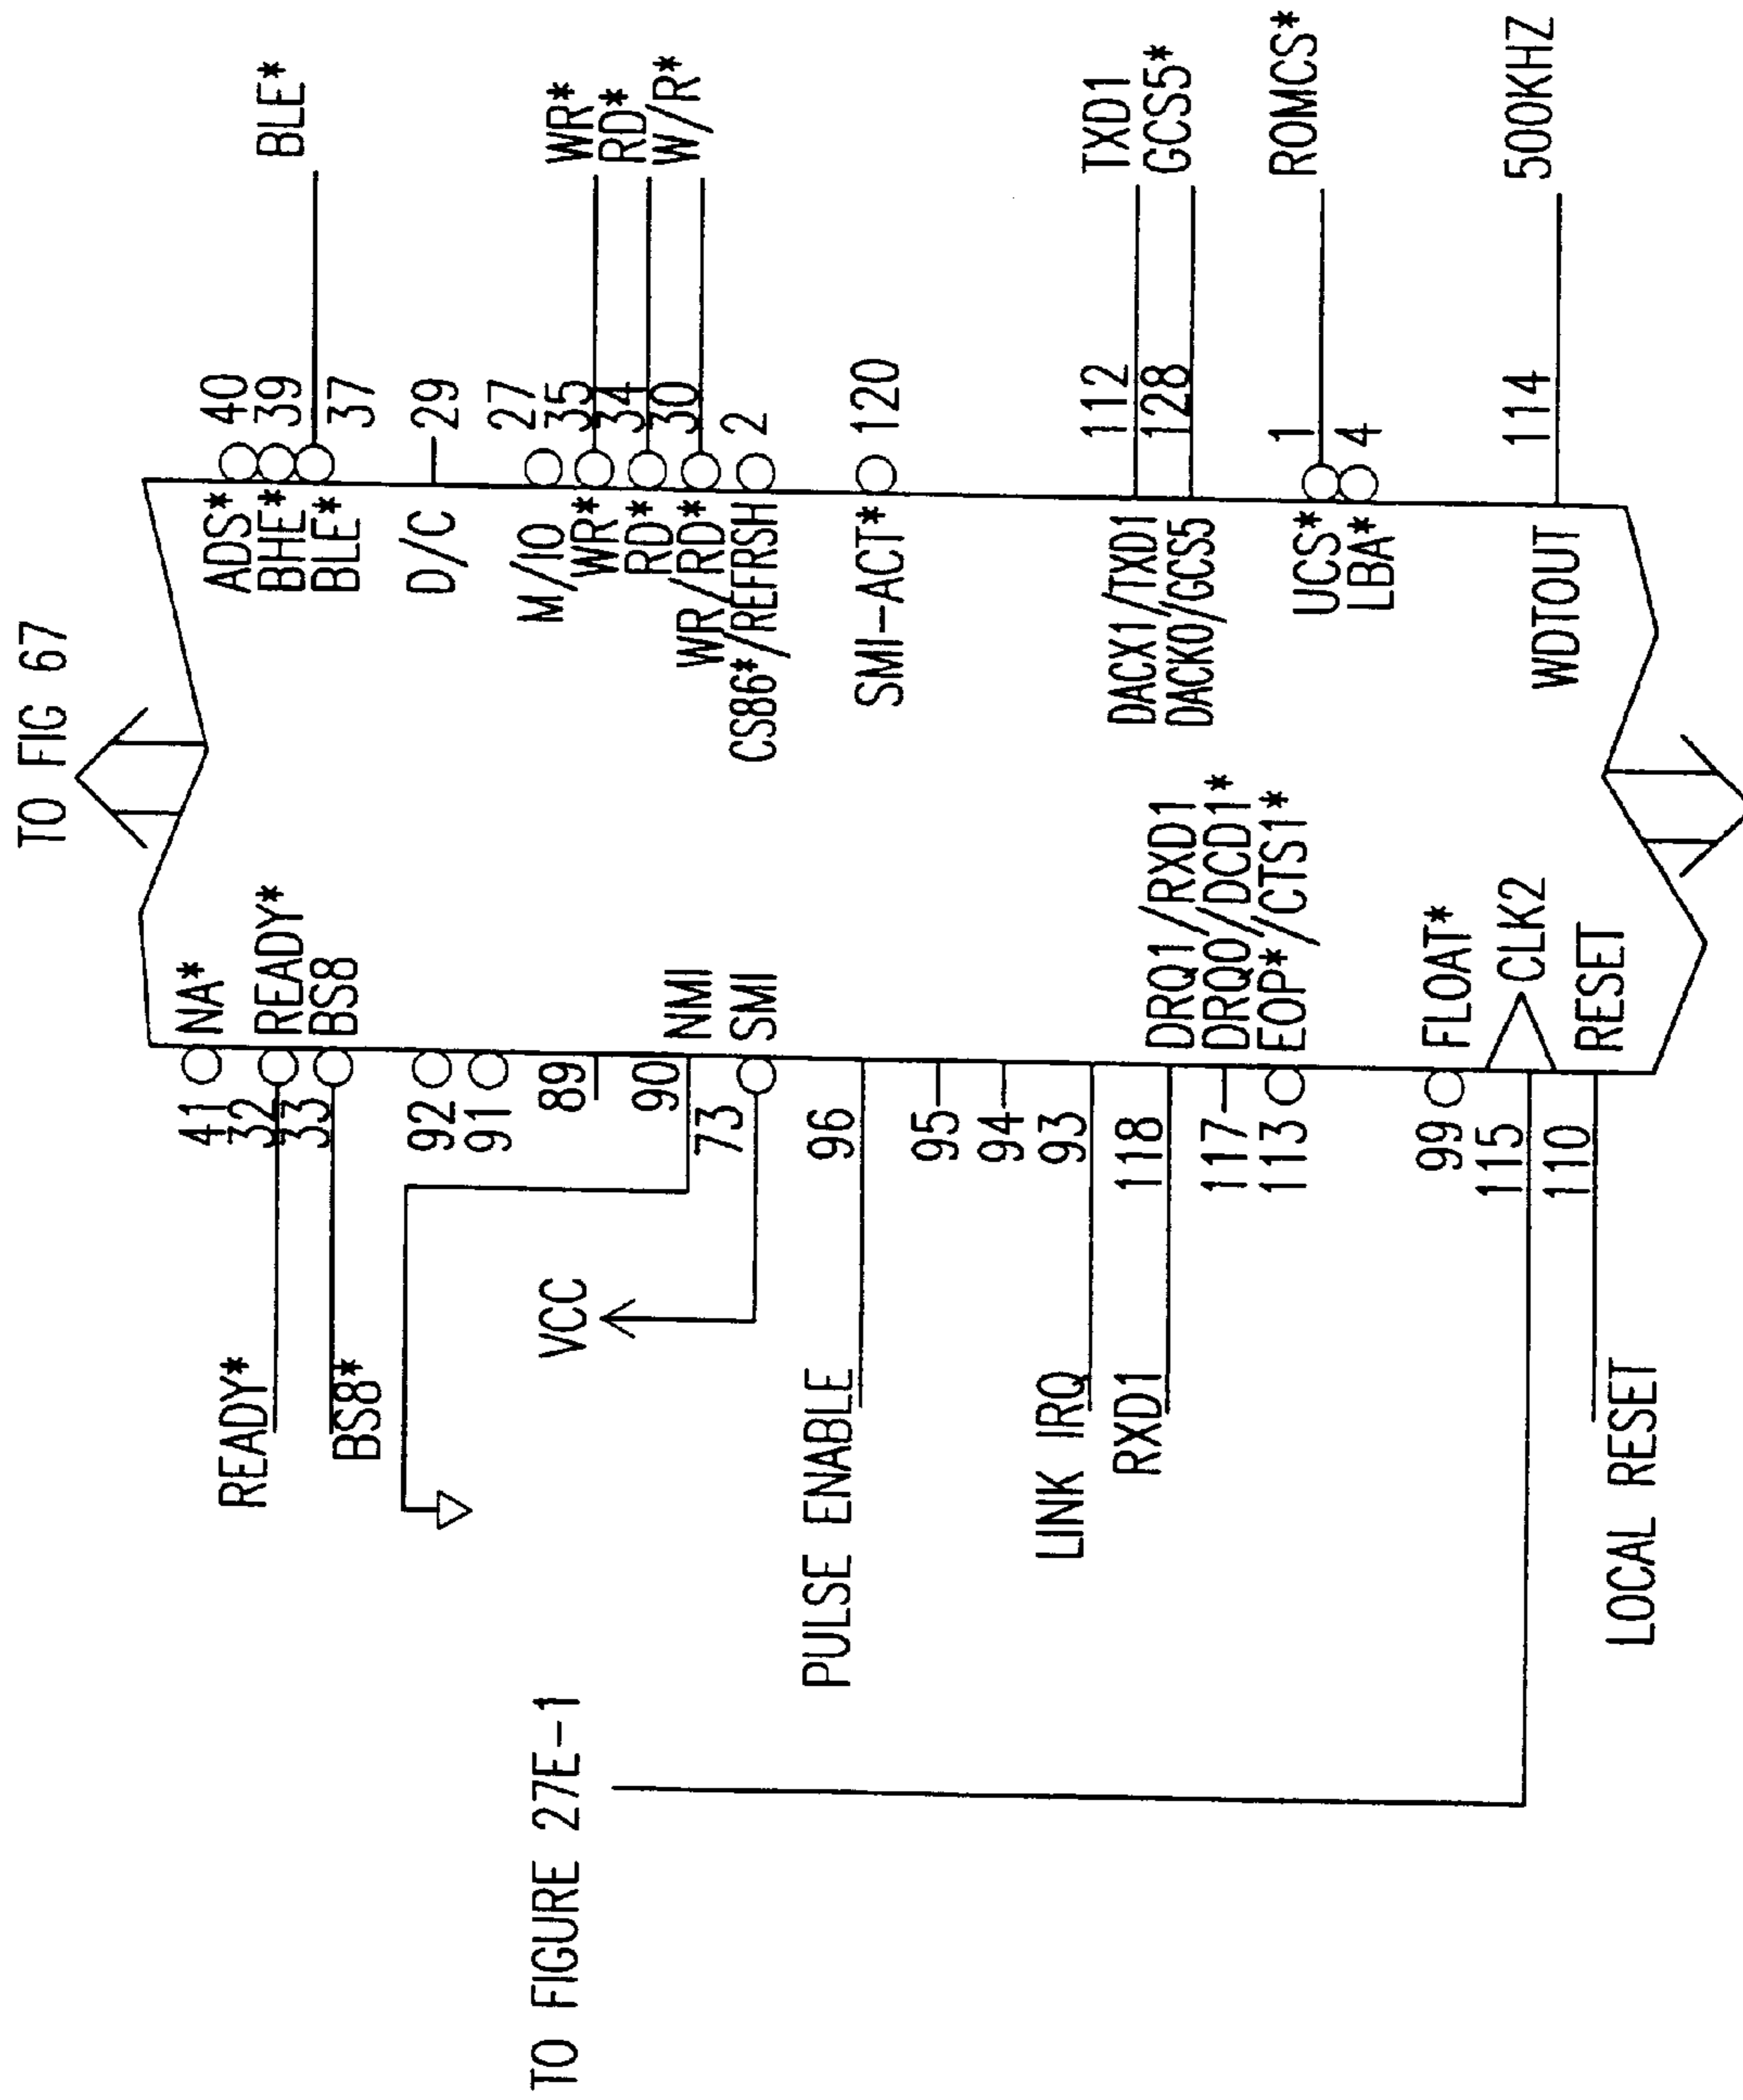 TO FIG 67
READY*
BS8*
VCC
PULSE ENABLE
LINK IRQ
RXD1
TO FIGURE 27E-1
LOCAL RESET
41 NA*
32 READY*
33 BS8
92
91
89
90 NMI
73 SMI
96
95
94
93
118 DRQ1/RXD1
117 DRQ0/DCD1*
113 EOP*/CTS1*
99 FLOAT*
115 CLK2
110 RESET
ADS* 40
BHE* 39
BLE* 37 BLE*
D/C 29
M/IO 27
WR* 35 WR*
RD* 34 RD*
WR/RD* 30 W/R*
CS86*/REFRSH 2
SMI-ACT* 120
DACX1/TXD1 112 TXD1
DACK0/GCS5 128 GCS5*
UCS* 1 ROMCS*
LBA* 4
WDTOUT 114 500KHZ